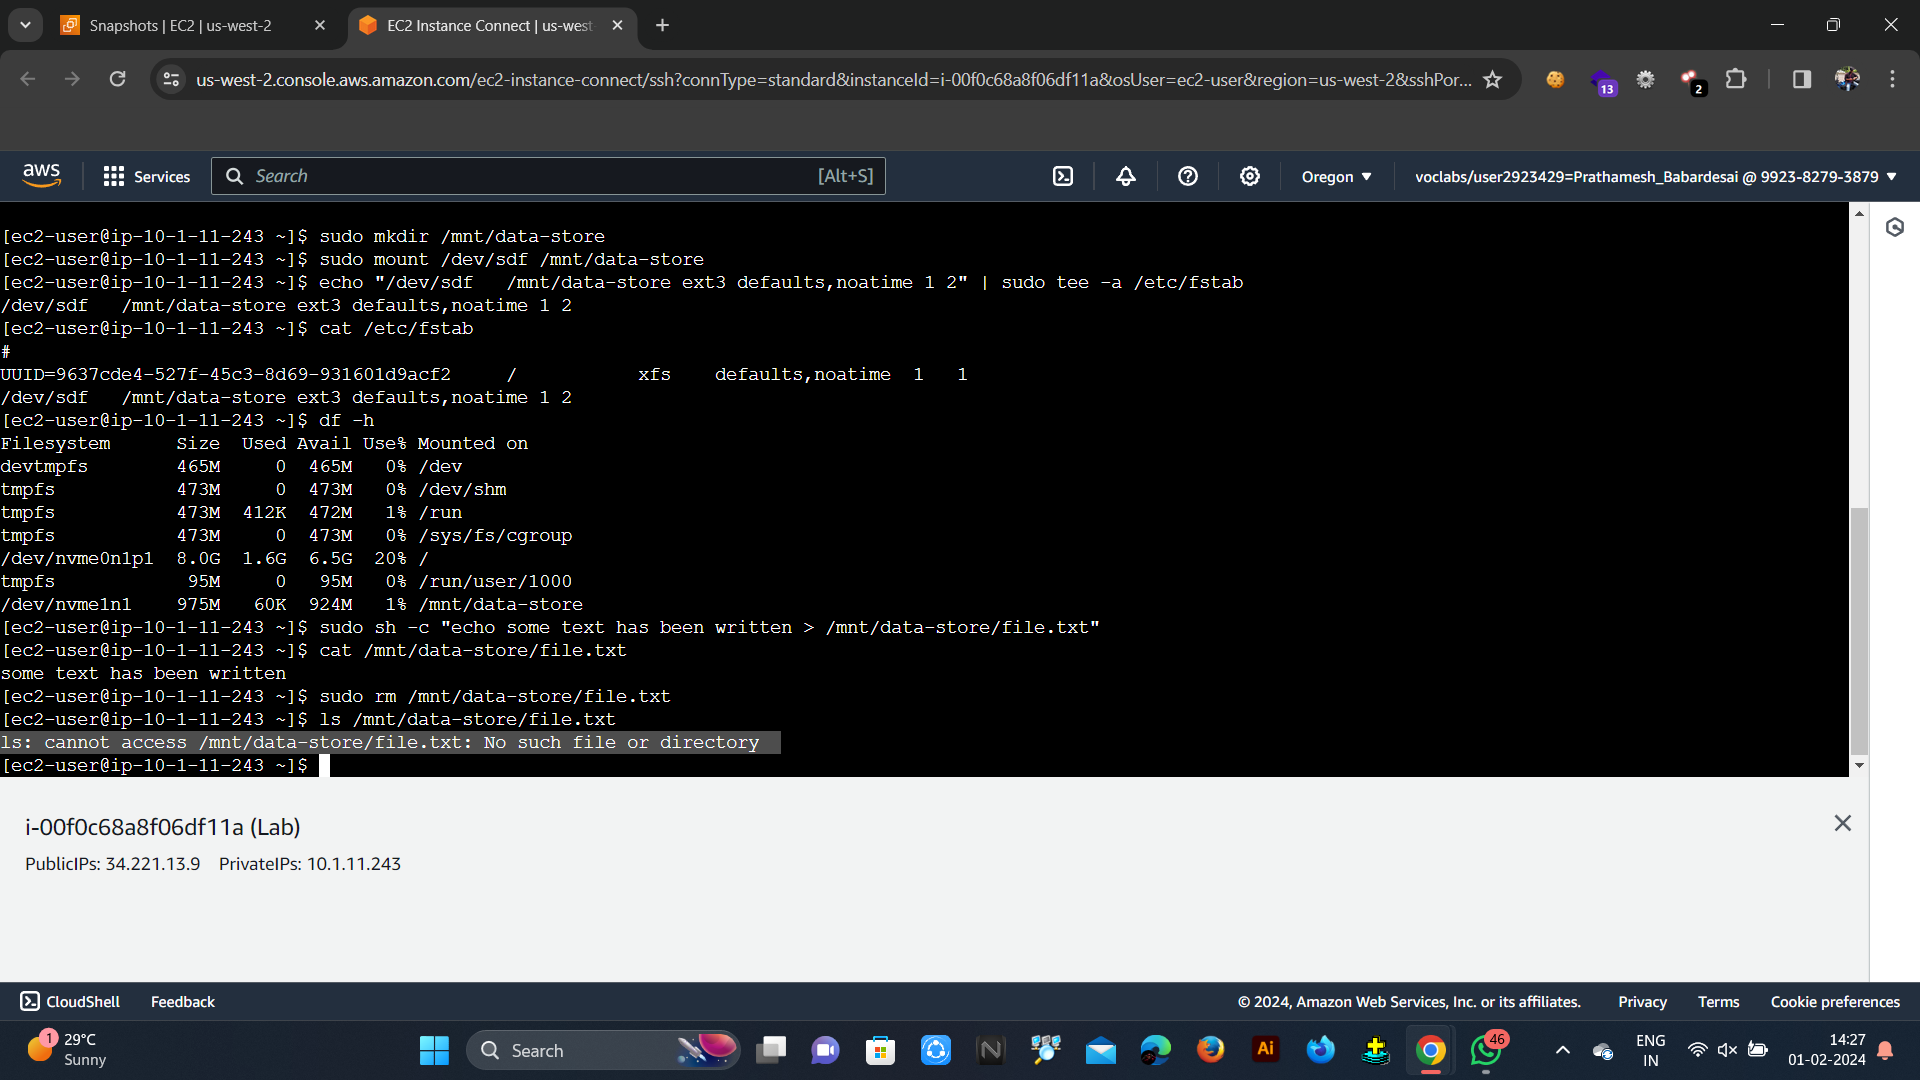 Snapshots | EC2 | us-west-2
EC2 Instance Connect | us-west
us-west-2.console.aws.amazon.com/ec2-instance-connect/ssh?connType=standard&instanceId=i-00f0c68a8f06df11a&osUser=ec2-user&region=us-west-2&sshPor...
13
2
aws
Services
Search
[Alt+S]
Oregon
voclabs/user2923429=Prathamesh_Babardesai @ 9923-8279-3879
[ec2-user@ip-10-1-11-243 ~]$ sudo mkdir /mnt/data-store
[ec2-user@ip-10-1-11-243 ~]$ sudo mount /dev/sdf /mnt/data-store
[ec2-user@ip-10-1-11-243 ~]$ echo "/dev/sdf   /mnt/data-store ext3 defaults,noatime 1 2" | sudo tee -a /etc/fstab
/dev/sdf   /mnt/data-store ext3 defaults,noatime 1 2
[ec2-user@ip-10-1-11-243 ~]$ cat /etc/fstab
#
UUID=9637cde4-527f-45c3-8d69-931601d9acf2     /           xfs    defaults,noatime  1   1
/dev/sdf   /mnt/data-store ext3 defaults,noatime 1 2
[ec2-user@ip-10-1-11-243 ~]$ df -h
Filesystem      Size  Used Avail Use% Mounted on
devtmpfs        465M     0  465M   0% /dev
tmpfs           473M     0  473M   0% /dev/shm
tmpfs           473M  412K  472M   1% /run
tmpfs           473M     0  473M   0% /sys/fs/cgroup
/dev/nvme0n1p1  8.0G  1.6G  6.5G  20% /
tmpfs            95M     0   95M   0% /run/user/1000
/dev/nvme1n1    975M   60K  924M   1% /mnt/data-store
[ec2-user@ip-10-1-11-243 ~]$ sudo sh -c "echo some text has been written > /mnt/data-store/file.txt"
[ec2-user@ip-10-1-11-243 ~]$ cat /mnt/data-store/file.txt
some text has been written
[ec2-user@ip-10-1-11-243 ~]$ sudo rm /mnt/data-store/file.txt
[ec2-user@ip-10-1-11-243 ~]$ ls /mnt/data-store/file.txt
ls: cannot access /mnt/data-store/file.txt: No such file or directory
[ec2-user@ip-10-1-11-243 ~]$
i-00f0c68a8f06df11a (Lab)
PublicIPs: 34.221.13.9   PrivateIPs: 10.1.11.243
CloudShell
Feedback
© 2024, Amazon Web Services, Inc. or its affiliates.
Privacy
Terms
Cookie preferences
1
29°C
Sunny
Search
Ai
46
ENG
IN
14:27
01-02-2024